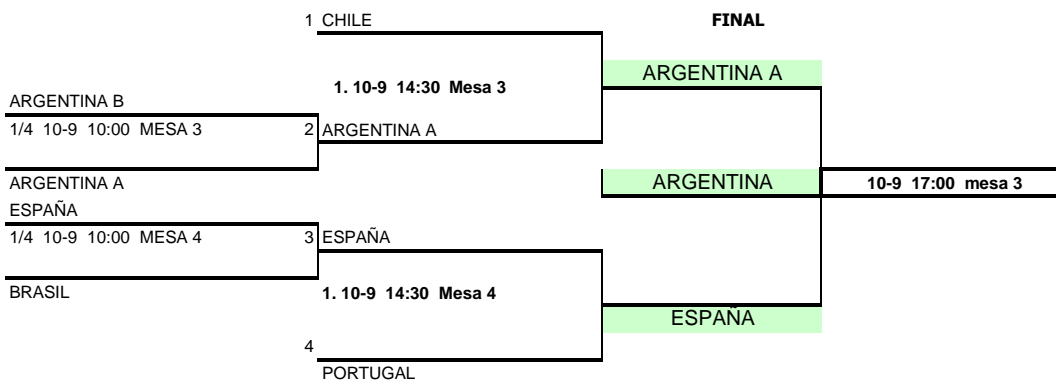 1 CHILE
FINAL
ARGENTINA A
1. 10-9 14:30 Mesa 3
ARGENTINA B
1/4 10-9 10:00 MESA 3
2 ARGENTINA A
ARGENTINA A
ARGENTINA
10-9 17:00 mesa 3
ESPAÑA
1/4 10-9 10:00 MESA 4
3 ESPAÑA
BRASIL
1. 10-9 14:30 Mesa 4
ESPAÑA
4
PORTUGAL